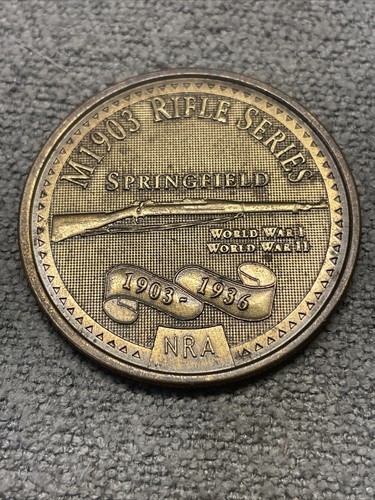 M1903 RIFLE SERIES
SPRINGFIELD
WORLD WAR I
WORLD WAR II
1903-1936
NRA